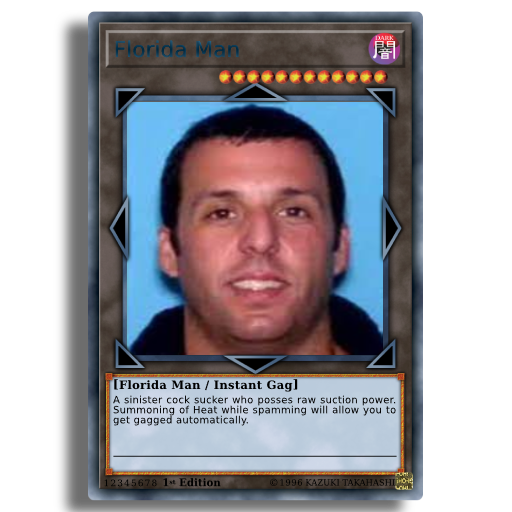 Florida Man
DARK
闇
[Florida Man / Instant Gag]
A sinister cock sucker who posses raw suction power.
Summoning of Heat while spamming will allow you to
get gagged automatically.
12345678 1st Edition
©1996 KAZUKI TAKAHASHI